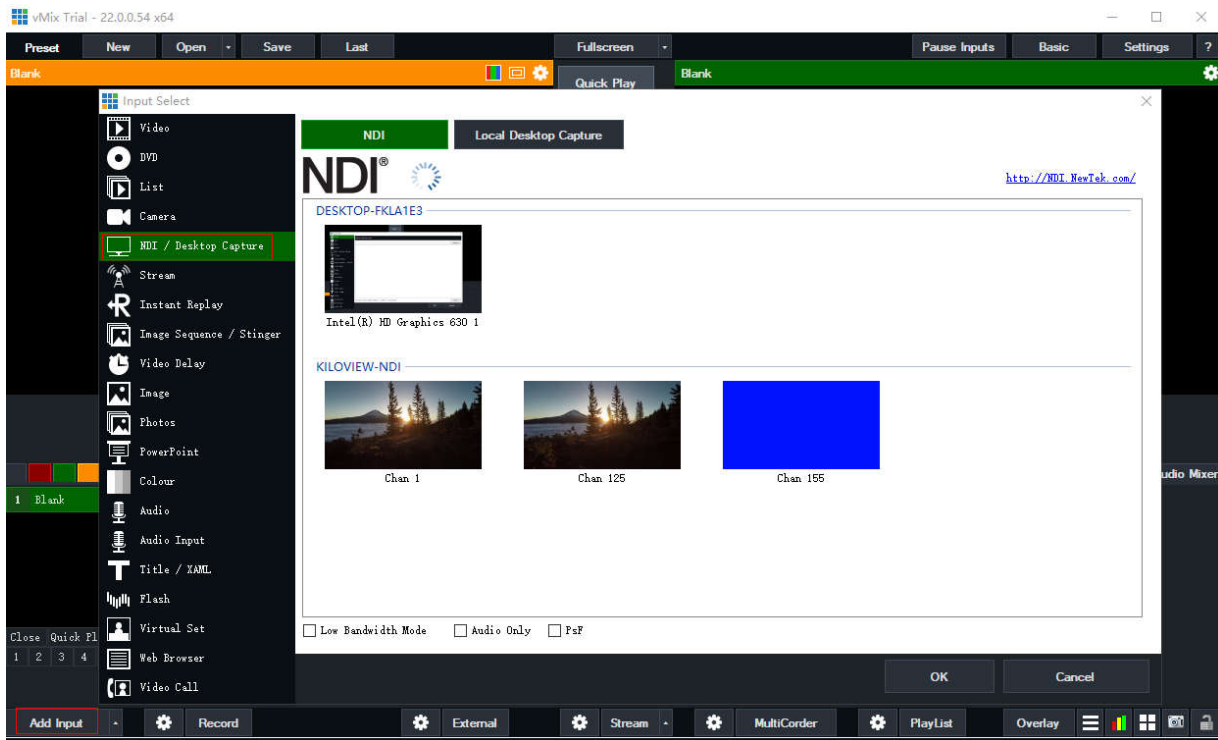 vMix Trial - 22.0.0.54 x64
Preset New Open Save Last Fullscreen Pause Inputs Basic Settings ?
Blank Quick Play Blank
Input Select
Video
DVD
List
Camera
NDI / Desktop Capture
Stream
Instant Replay
Image Sequence / Stinger
Video Delay
Image
Photos
PowerPoint
Colour
Audio
Audio Input
Title / XAML
Flash
Virtual Set
Web Browser
Video Call
NDI Local Desktop Capture
NDI®
http://NDI.NewTek.com/
DESKTOP-FKLA1E3
Intel(R) HD Graphics 630 1
KILOVIEW-NDI
Chan 1 Chan 125 Chan 155
Low Bandwidth Mode Audio Only PsF
OK Cancel
1 Blank
udio Mixer
Close Quick Pl
1 2 3 4
Add Input Record External Stream MultiCorder PlayList Overlay